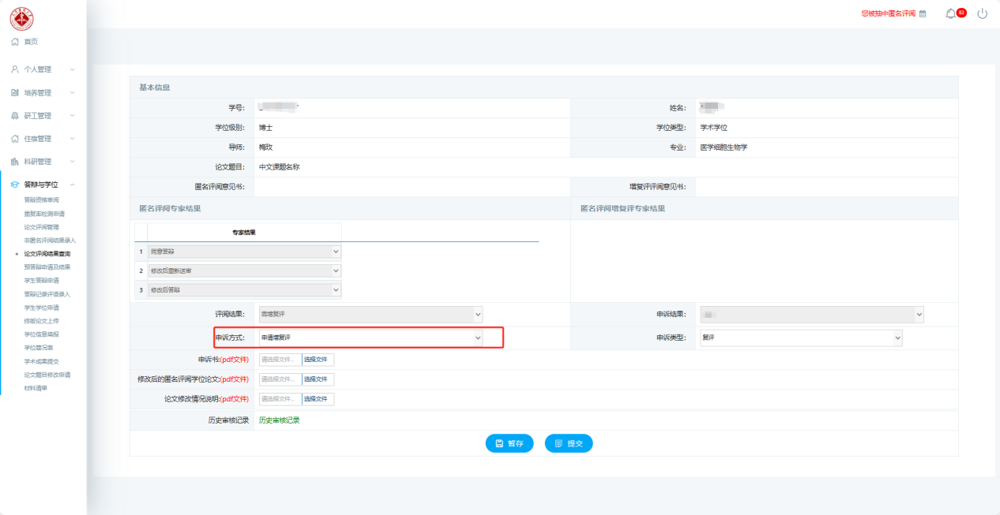 您被抽中匿名评阅
83
首页
个人管理
培养管理
研工管理
住宿管理
科研管理
答辩与学位
答辩资格审阅
重复率检测申请
论文评阅管理
非匿名评阅结果录入
论文评阅结果查询
预答辩申请及结果
学生答辩申请
答辩记录评语录入
学生学位申请
终版论文上传
学位信息填报
学位简况表
学术成果提交
论文题目修改申请
材料清单
基本信息
学号:
姓名:
学位级别: 博士 学位类型: 学术学位
导师: 梅玫 专业: 医学细胞生物学
论文题目: 中文课题名称
匿名评阅意见书: 增复评评阅意见书:
匿名评阅专家结果 匿名评阅增复评专家结果
专家结果
1 同意答辩
2 修改后重新送审
3 修改后答辩
评阅结果: 需增复评 申诉结果:
申诉方式: 申请增复评 申诉类型: 复评
申诉书:(pdf文件) 请选择文件... 选择文件
修改后的匿名评阅学位论文:(pdf文件) 请选择文件... 选择文件
论文修改情况说明:(pdf文件) 请选择文件... 选择文件
历史审核记录 历史审核记录
暂存 提交